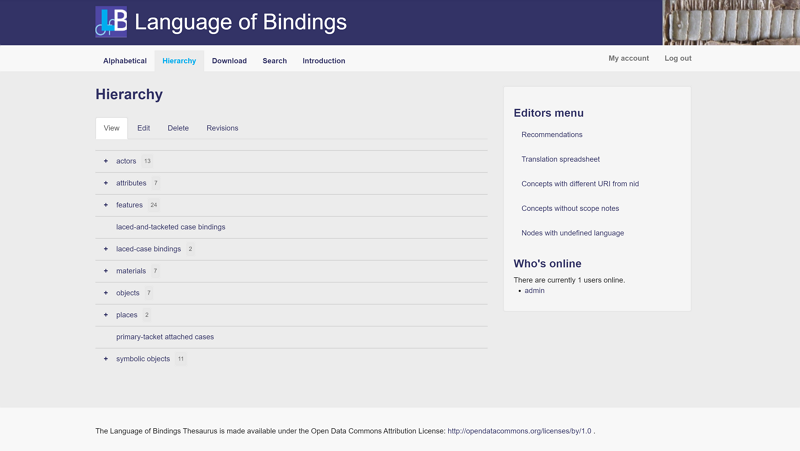 LB Language of Bindings
Alphabetical Hierarchy Download Search Introduction My account Log out
Hierarchy
View Edit Delete Revisions
+ actors 13
+ attributes 7
+ features 24
laced-and-tacketed case bindings
+ laced-case bindings 2
+ materials 7
+ objects 7
+ places 2
primary-tacket attached cases
+ symbolic objects 11
Editors menu
Recommendations
Translation spreadsheet
Concepts with different URI from nid
Concepts without scope notes
Nodes with undefined language
Who's online
There are currently 1 users online.
• admin
The Language of Bindings Thesaurus is made available under the Open Data Commons Attribution License: http://opendatacommons.org/licenses/by/1.0 .